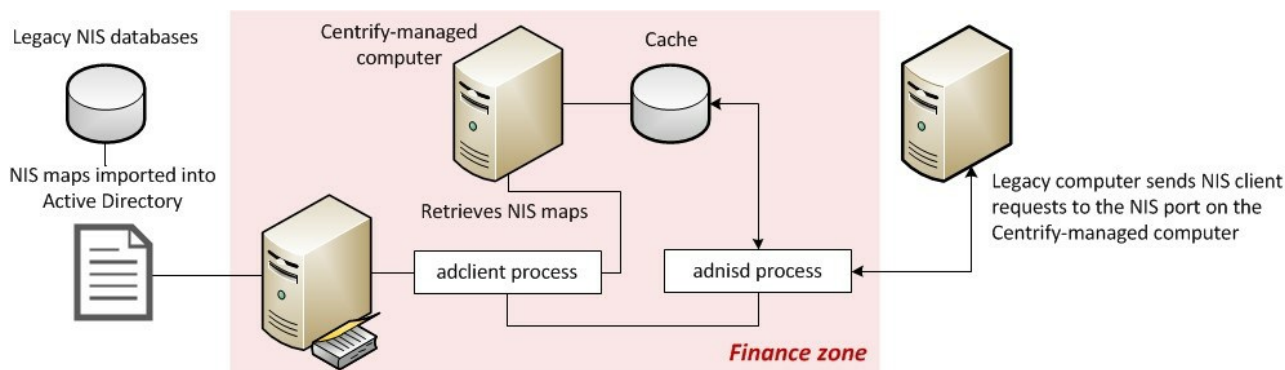 Legacy NIS databases
NIS maps imported into
Active Directory
Centrify-managed
computer
Cache
Retrieves NIS maps
adclient process
adnisd process
Finance zone
Legacy computer sends NIS client
requests to the NIS port on the
Centrify-managed computer